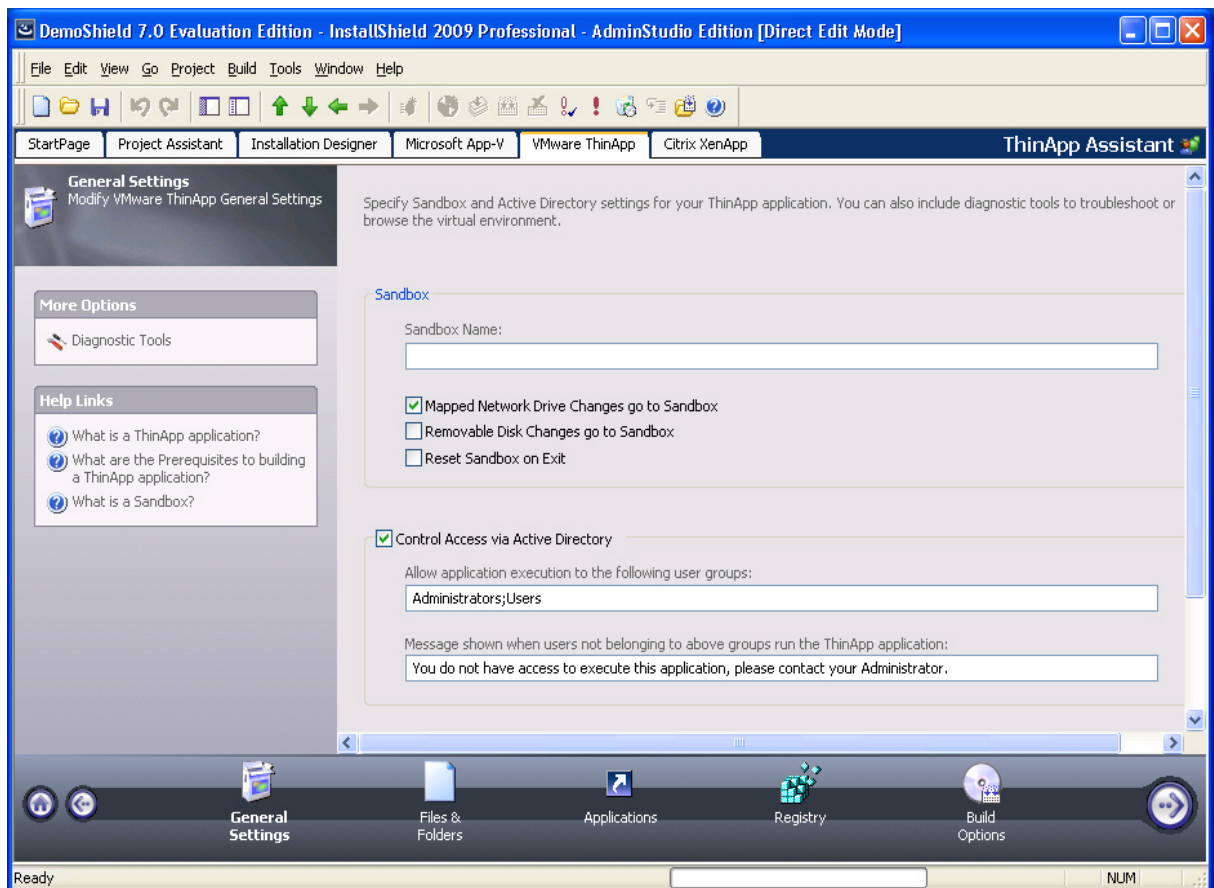 DemoShield 7.0 Evaluation Edition - InstallShield 2009 Professional - AdminStudio Edition [Direct Edit Mode]
File Edit View Go Project Build Tools Window Help
StartPage Project Assistant Installation Designer Microsoft App-V VMware ThinApp Citrix XenApp ThinApp Assistant
General Settings
Modify VMware ThinApp General Settings
More Options
Diagnostic Tools
Help Links
What is a ThinApp application?
What are the Prerequisites to building
a ThinApp application?
What is a Sandbox?
Specify Sandbox and Active Directory settings for your ThinApp application. You can also include diagnostic tools to troubleshoot or
browse the virtual environment.
Sandbox
Sandbox Name:
Mapped Network Drive Changes go to Sandbox
Removable Disk Changes go to Sandbox
Reset Sandbox on Exit
Control Access via Active Directory
Allow application execution to the following user groups:
Administrators;Users
Message shown when users not belonging to above groups run the ThinApp application:
You do not have access to execute this application, please contact your Administrator.
General
Settings
Files &
Folders
Applications
Registry
Build
Options
Ready
NUM